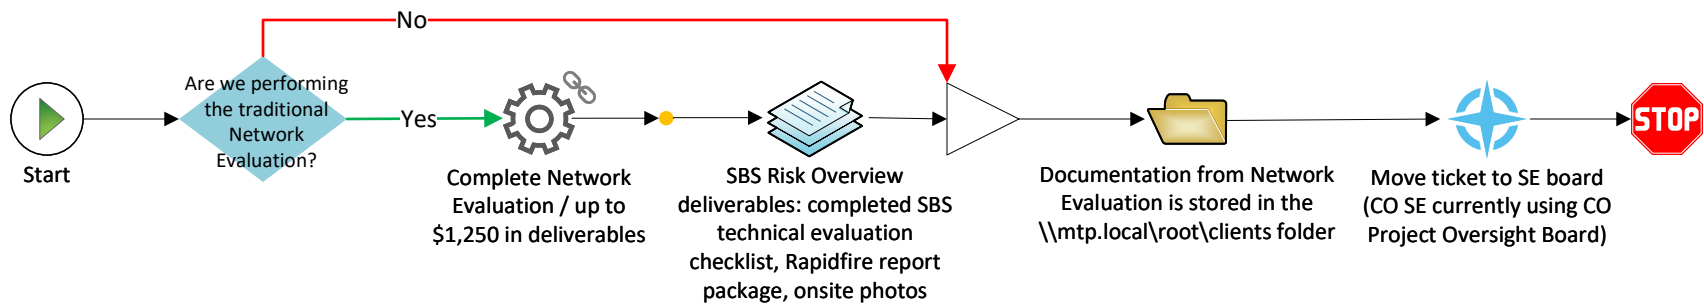 No
Are we performing
the traditional
Network
Evaluation?
Yes
Start
Complete Network
Evaluation / up to
$1,250 in deliverables
SBS Risk Overview
deliverables: completed SBS
technical evaluation
checklist, Rapidfire report
package, onsite photos
Documentation from Network
Evaluation is stored in the
\\mtp.local\root\clients folder
Move ticket to SE board
(CO SE currently using CO
Project Oversight Board)
STOP